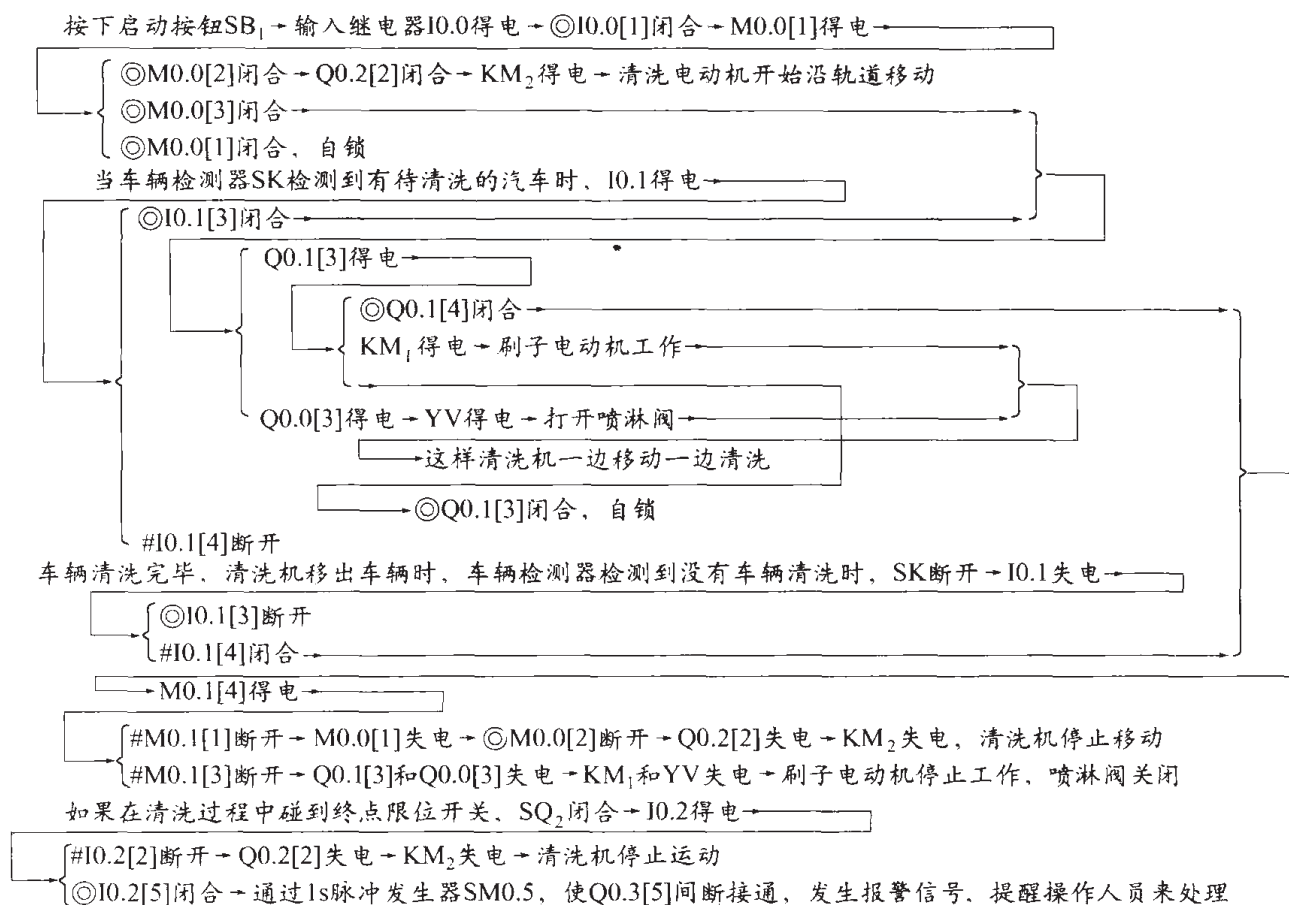 按下启动按钮SB₁→输入继电器I0.0得电→◎I0.0[1]闭合→M0.0[1]得电→
◎M0.0[2]闭合→Q0.2[2]闭合→KM₂得电→清洗电动机开始沿轨道移动
◎M0.0[3]闭合→
◎M0.0[1]闭合、自锁
当车辆检测器SK检测到有待清洗的汽车时、I0.1得电→
◎I0.1[3]闭合→
Q0.1[3]得电→
◎Q0.1[4]闭合→
KM₁得电→刷子电动机工作→
Q0.0[3]得电→YV得电→打开喷淋阀→
→这样清洗机一边移动一边清洗
→◎Q0.1[3]闭合、自锁
#I0.1[4]断开
车辆清洗完毕、清洗机移出车辆时、车辆检测器检测到没有车辆清洗时、SK断开→I0.1失电→
◎I0.1[3]断开
#I0.1[4]闭合→
→M0.1[4]得电→
#M0.1[1]断开→M0.0[1]失电→◎M0.0[2]断开→Q0.2[2]失电→KM₂失电，清洗机停止移动
#M0.1[3]断开→Q0.1[3]和Q0.0[3]失电→KM₁和YV失电→刷子电动机停止工作、喷淋阀关闭
如果在清洗过程中碰到终点限位开关、SQ₂闭合→I0.2得电→
#I0.2[2]断开→Q0.2[2]失电→KM₂失电→清洗机停止运动
◎I0.2[5]闭合→通过1s脉冲发生器SM0.5，使Q0.3[5]间断接通，发生报警信号、提醒操作人员来处理